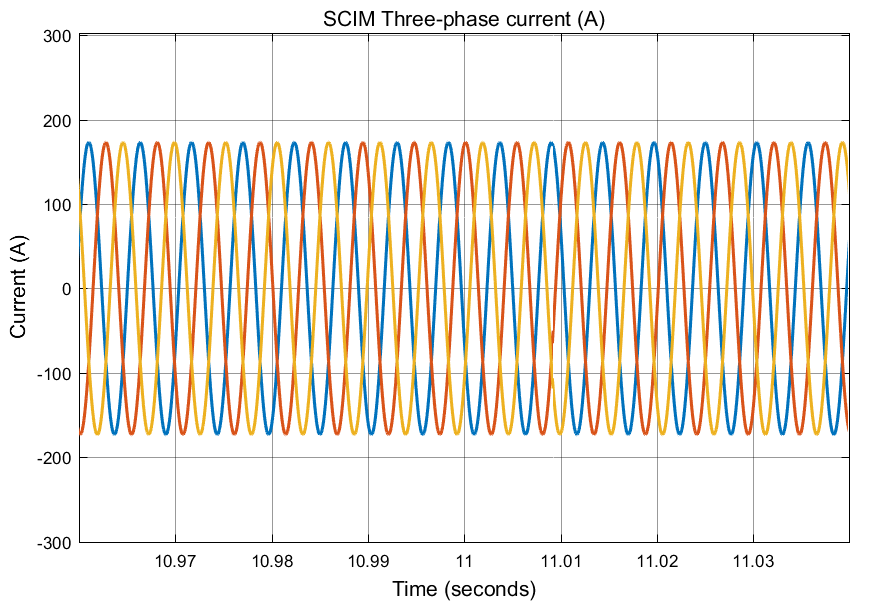 SCIM Three-phase current (A)
300
200
100
0
-100
-200
-300
Current (A)
10.97 10.98 10.99 11 11.01 11.02 11.03
Time (seconds)